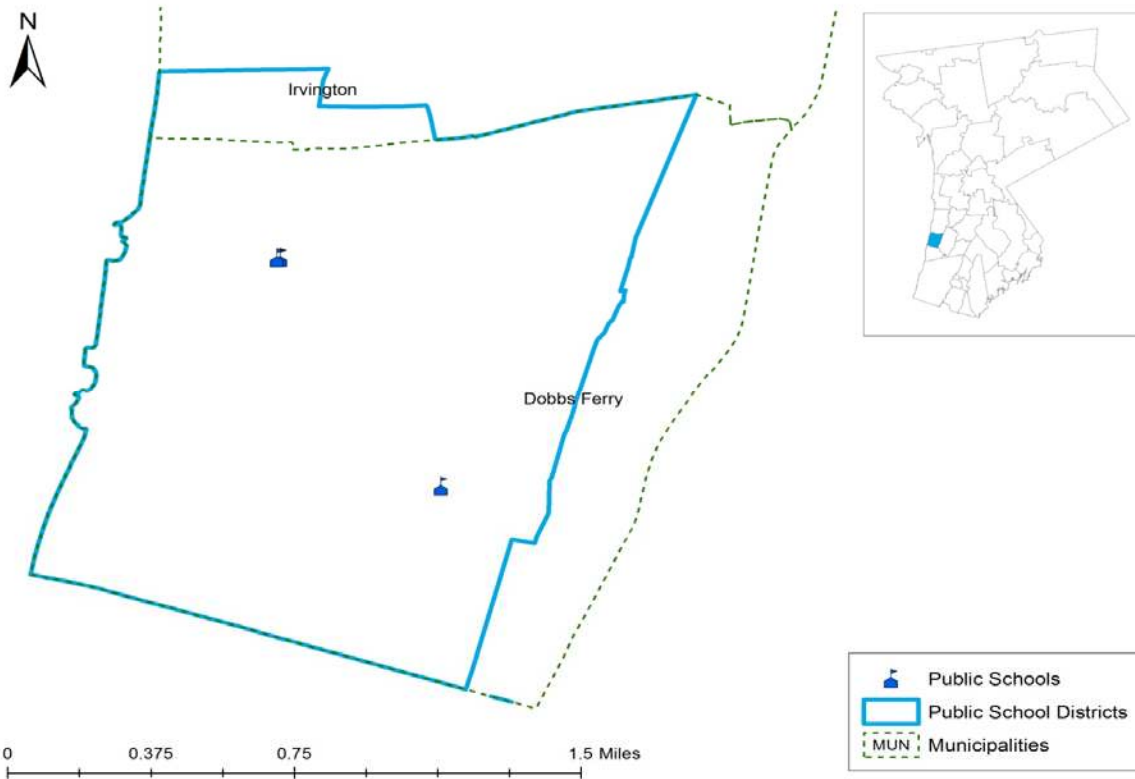 N
Irvington
Dobbs Ferry
Public Schools
Public School Districts
MUN Municipalities
0 0.375 0.75 1.5 Miles